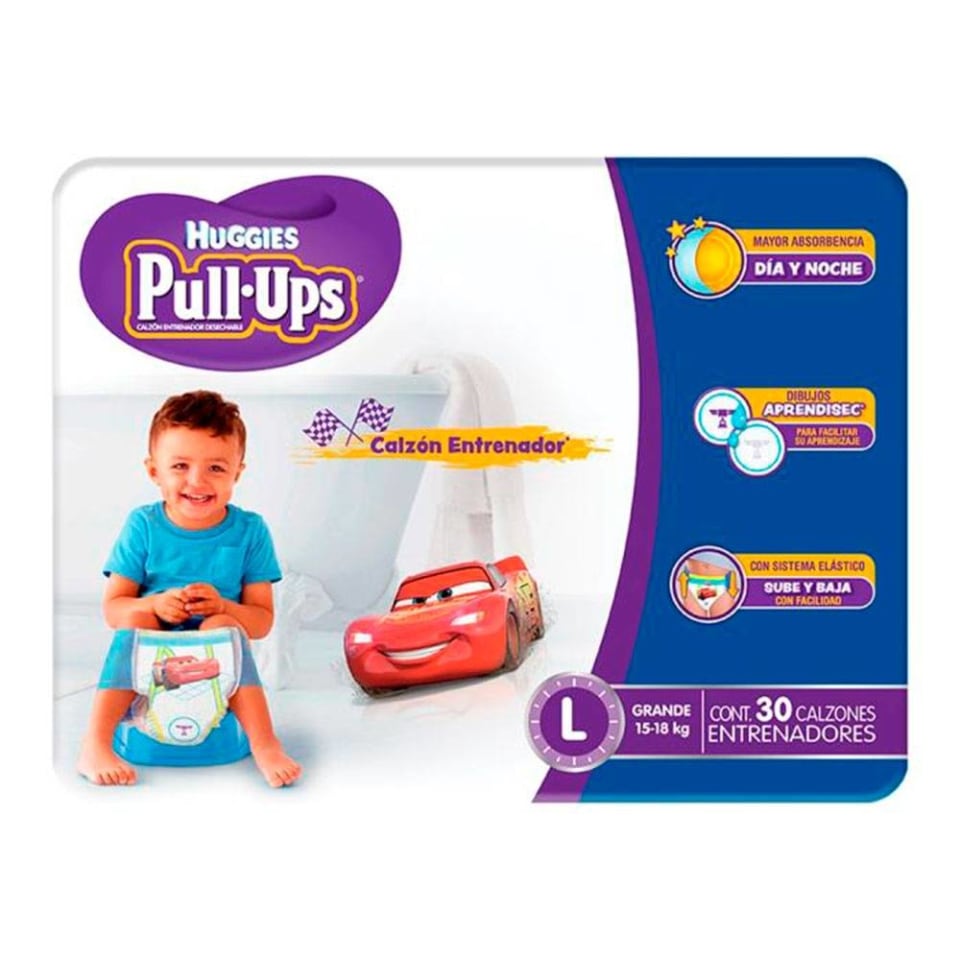 HUGGIES
Pull-Ups®
CALZÓN ENTRENADOR DESECHABLE
Calzón Entrenador*
MAYOR ABSORBENCIA
DÍA Y NOCHE
DIBUJOS
APRENDISEC*
PARA FACILITAR
SU APRENDIZAJE
CON SISTEMA ELÁSTICO
SUBE Y BAJA
CON FACILIDAD
L
GRANDE
15-18 kg
CONT. 30 CALZONES
ENTRENADORES